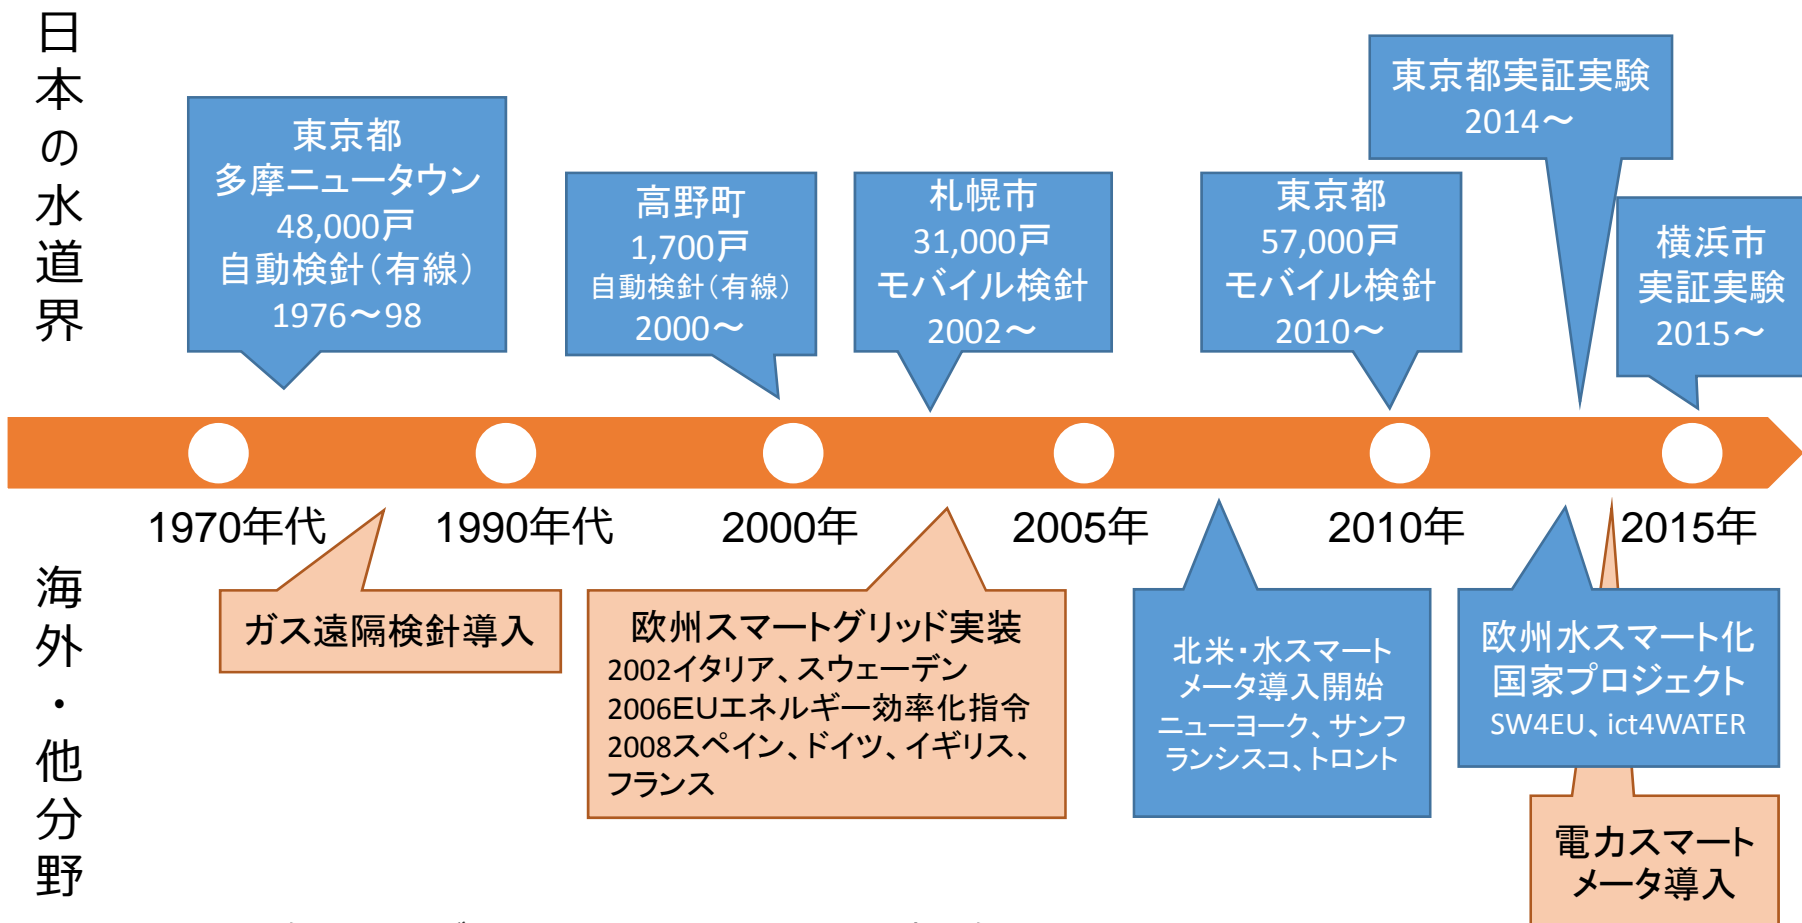 日本の水道界
東京都
多摩ニュータウン
48,000戸
自動検針（有線）
1976～98
高野町
1,700戸
自動検針（有線）
2000～
札幌市
31,000戸
モバイル検針
2002～
東京都
57,000戸
モバイル検針
2010～
東京都実証実験
2014～
横浜市
実証実験
2015～
1970年代
1990年代
2000年
2005年
2010年
2015年
海外・他分野
ガス遠隔検針導入
欧州スマートグリッド実装
2002イタリア、スウェーデン
2006EUエネルギー効率化指令
2008スペイン、ドイツ、イギリス、
フランス
北米・水スマート
メータ導入開始
ニューヨーク、サンフ
ランシスコ、トロント
欧州水スマート化
国家プロジェクト
SW4EU、ict4WATER
電力スマート
メータ導入